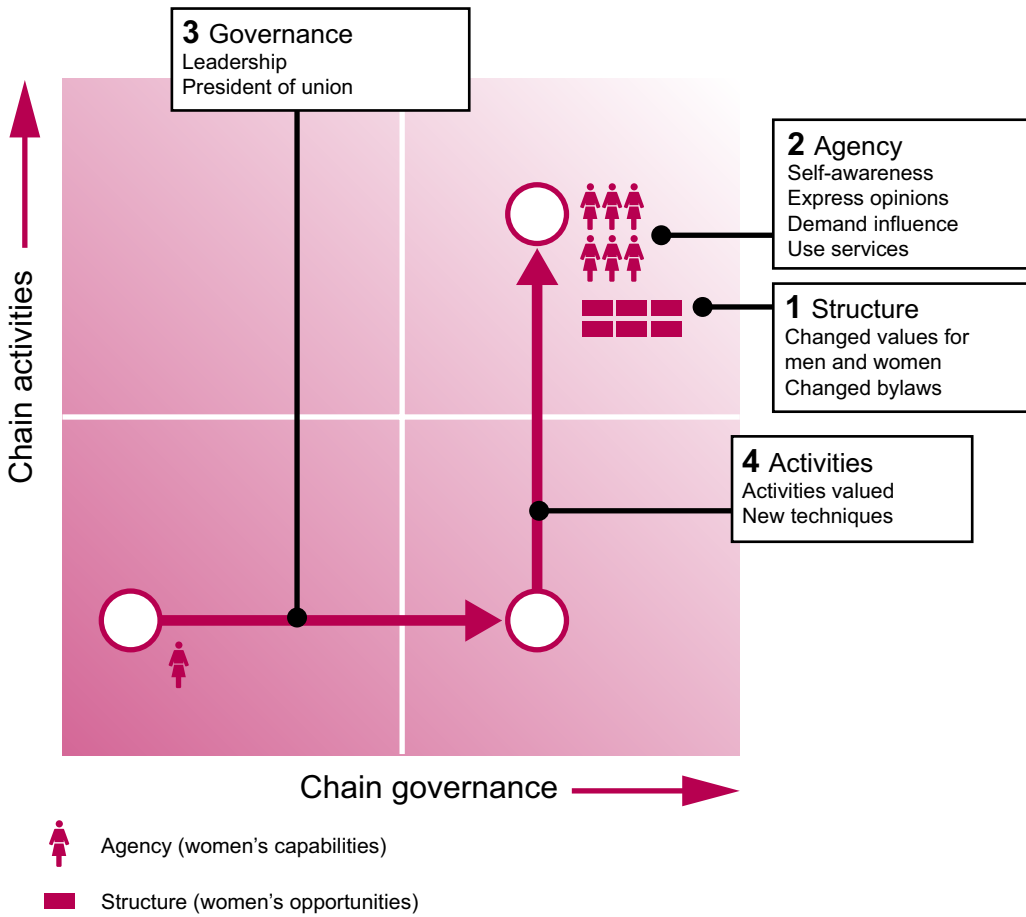 3 Governance
Leadership
President of union
2 Agency
Self-awareness
Express opinions
Demand influence
Use services
1 Structure
Changed values for
men and women
Changed bylaws
4 Activities
Activities valued
New techniques
Chain activities
Chain governance
Agency (women’s capabilities)
Structure (women’s opportunities)